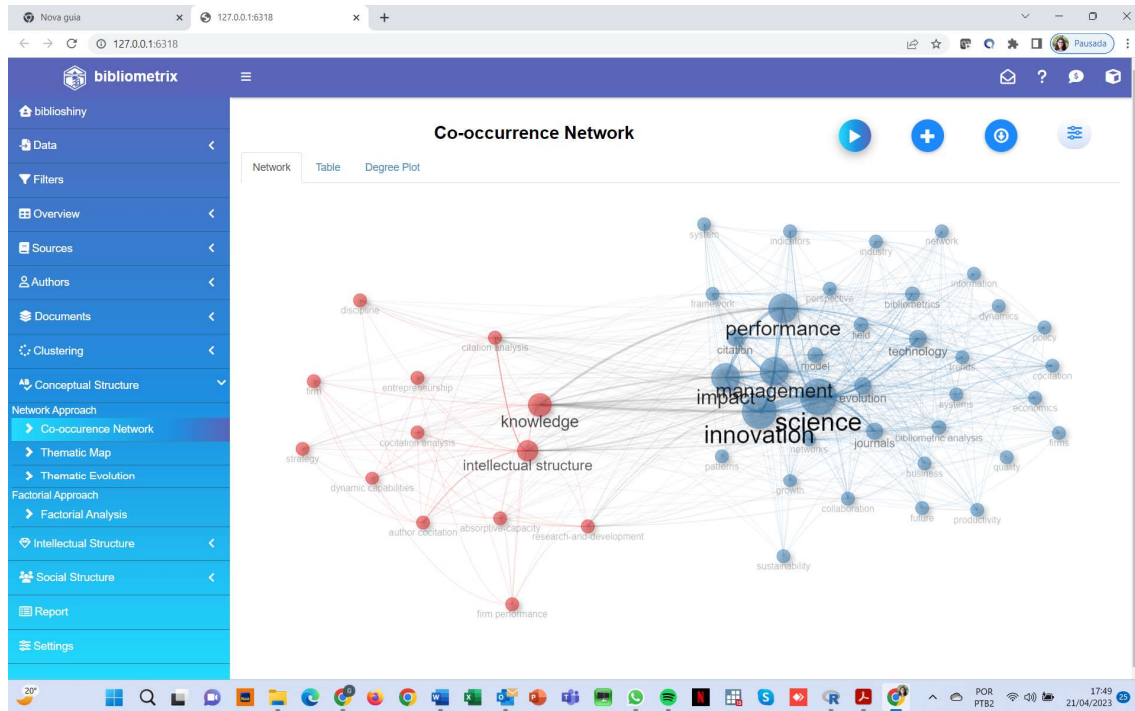 Nova guia
127.0.0.1:6318
127.0.0.1:6318
Pausada
bibliometrix
biblioshiny
Data
Filters
Overview
Sources
Authors
Documents
Clustering
Conceptual Structure
Network Approach
Co-occurence Network
Thematic Map
Thematic Evolution
Factorial Approach
Factorial Analysis
Intellectual Structure
Social Structure
Report
Settings
Co-occurrence Network
Network Table Degree Plot
system
indicators
industry
network
information
framework
perspective
bibliometrics
dynamics
discipline
performance
field
policy
citation analysis
citation
technology
model
trends
cocitation
firm
entrepreneurship
impact
management
evolution
systems
economics
knowledge
innovation
science
journals
bibliometric analysis
firms
cocitation analysis
networks
strategy
intellectual structure
patterns
business
quality
dynamic capabilities
growth
collaboration
future
productivity
author cocitation
absorptive-capacity
research-and-development
sustainability
firm performance
20°
POR
PTB2
17:49
21/04/2023
25